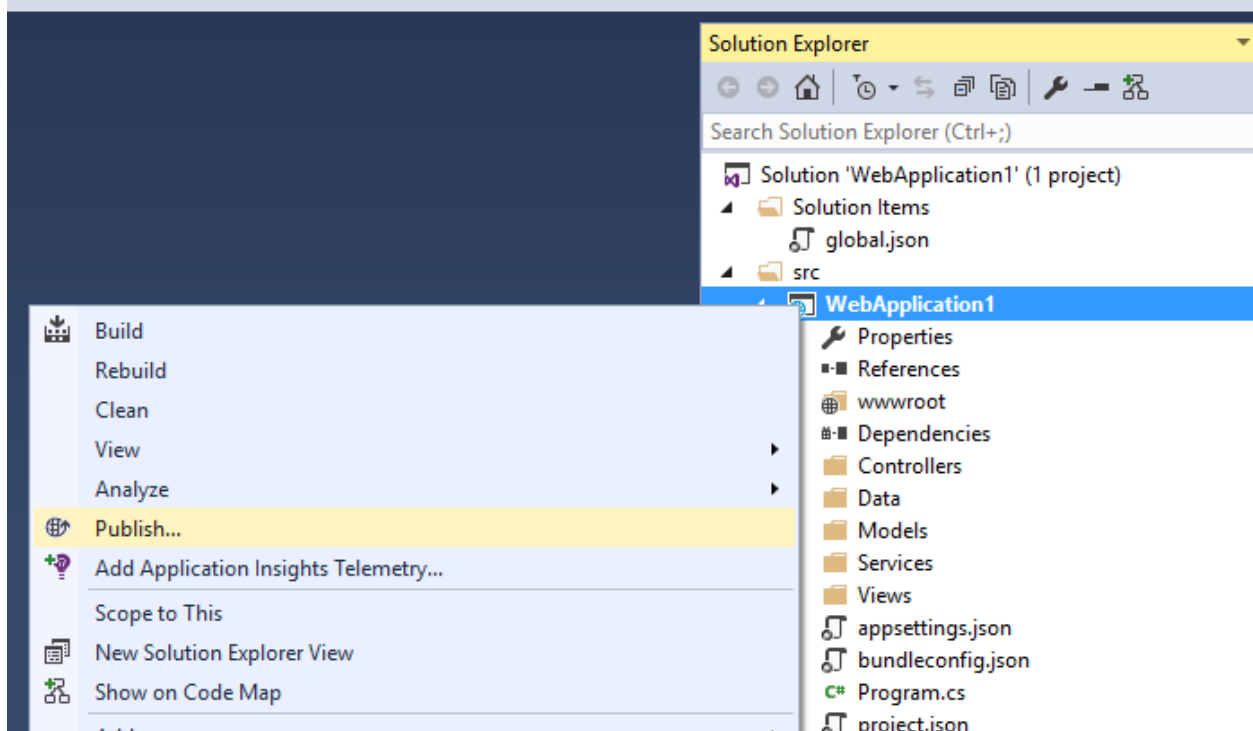 Solution Explorer
Search Solution Explorer (Ctrl+;)
Solution 'WebApplication1' (1 project)
Solution Items
global.json
src
WebApplication1
Properties
References
wwwroot
Dependencies
Controllers
Data
Models
Services
Views
appsettings.json
bundleconfig.json
C# Program.cs
project.json
Build
Rebuild
Clean
View
Analyze
Publish...
Add Application Insights Telemetry...
Scope to This
New Solution Explorer View
Show on Code Map